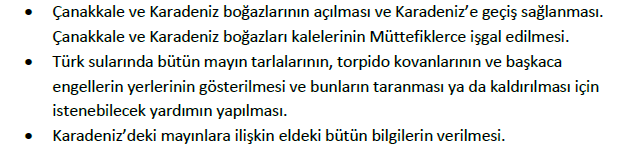 • Çanakkale ve Karadeniz boğazlarının açılması ve Karadeniz’e geçiş sağlanması.
Çanakkale ve Karadeniz boğazları kalelerinin Müttefiklerce işgal edilmesi.
• Türk sularında bütün mayın tarlalarının, torpido kovanlarının ve başkaca
engellerin yerlerinin gösterilmesi ve bunların taranması ya da kaldırılması için
istenebilecek yardımın yapılması.
• Karadeniz’deki mayınlara ilişkin eldeki bütün bilgilerin verilmesi.